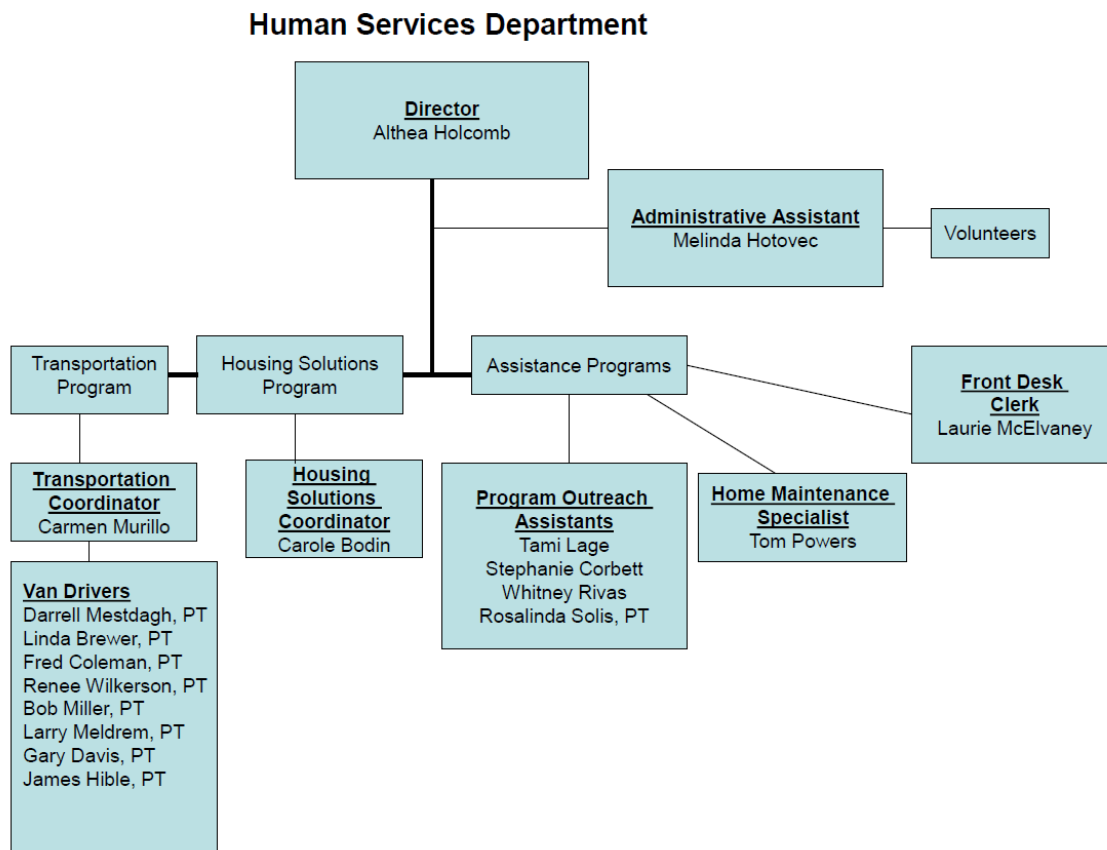 Human Services Department
Director
Althea Holcomb
Administrative Assistant
Melinda Hotovec
Volunteers
Transportation
Program
Housing Solutions
Program
Assistance Programs
Front Desk
Clerk
Laurie McElvaney
Transportation
Coordinator
Carmen Murillo
Housing
Solutions
Coordinator
Carole Bodin
Program Outreach
Assistants
Tami Lage
Stephanie Corbett
Whitney Rivas
Rosalinda Solis, PT
Home Maintenance
Specialist
Tom Powers
Van Drivers
Darrell Mestdagh, PT
Linda Brewer, PT
Fred Coleman, PT
Renee Wilkerson, PT
Bob Miller, PT
Larry Meldrem, PT
Gary Davis, PT
James Hible, PT